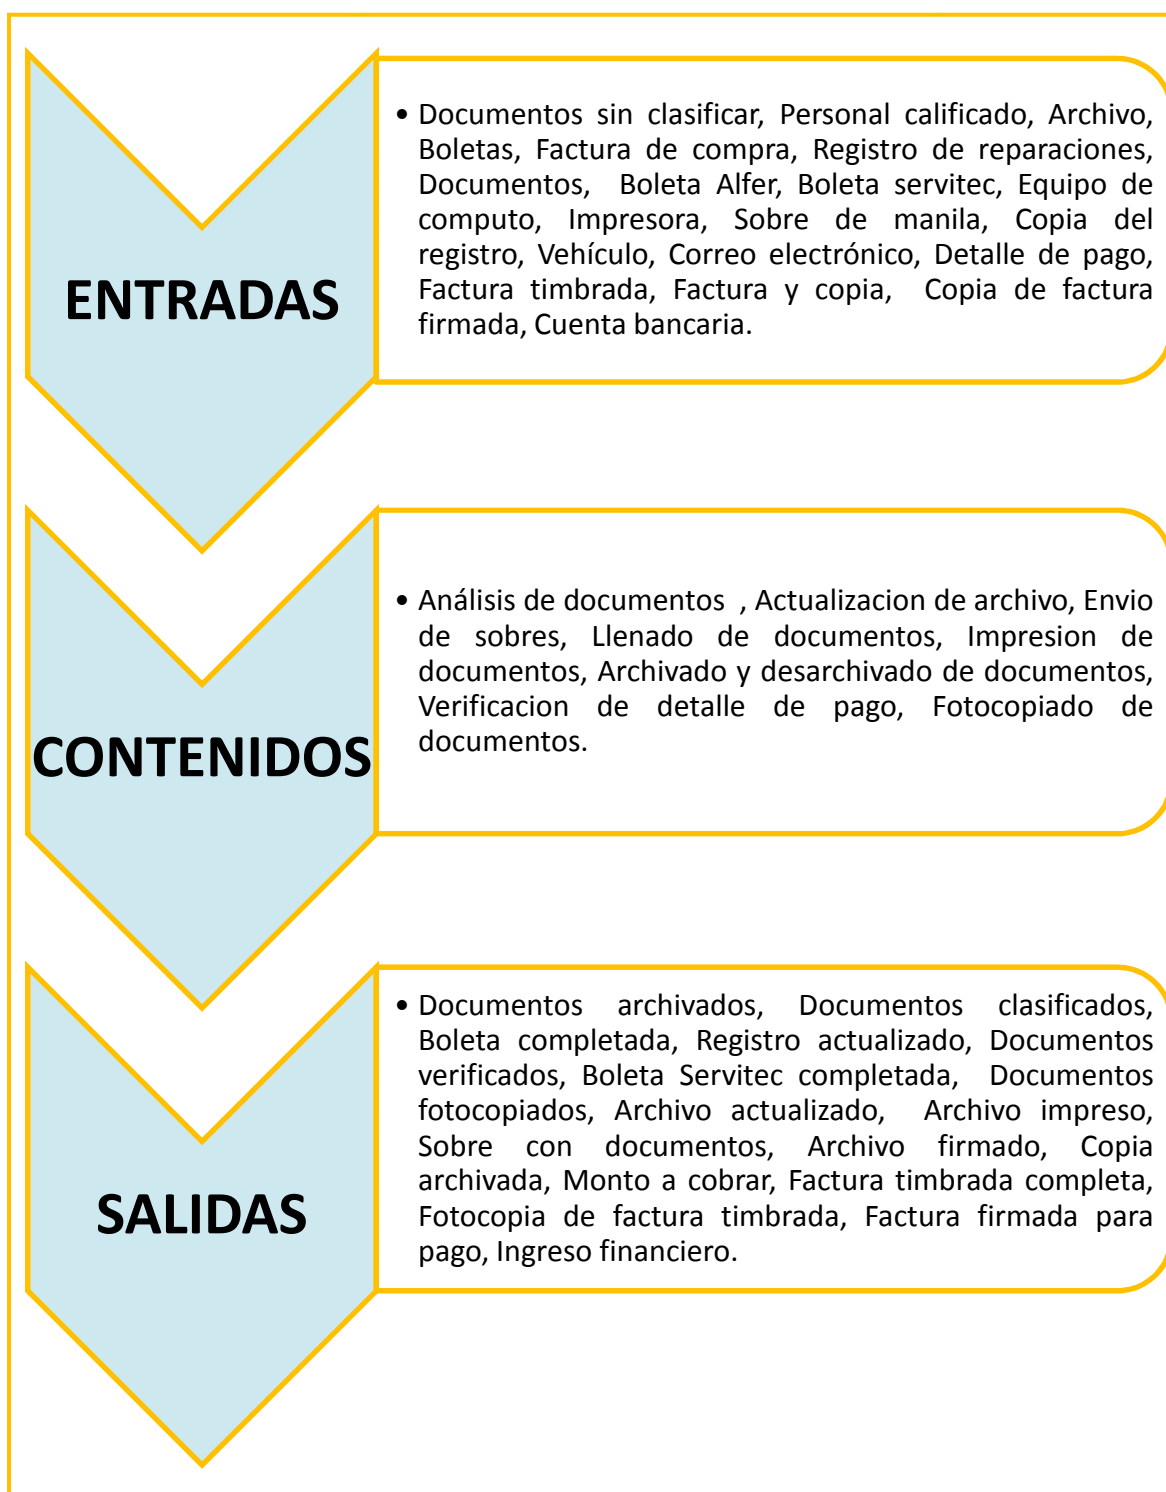 ENTRADAS
• Documentos sin clasificar, Personal calificado, Archivo,
Boletas, Factura de compra, Registro de reparaciones,
Documentos, Boleta Alfer, Boleta servitec, Equipo de
computo, Impresora, Sobre de manila, Copia del
registro, Vehículo, Correo electrónico, Detalle de pago,
Factura timbrada, Factura y copia, Copia de factura
firmada, Cuenta bancaria.
CONTENIDOS
• Análisis de documentos , Actualizacion de archivo, Envio
de sobres, Llenado de documentos, Impresion de
documentos, Archivado y desarchivado de documentos,
Verificacion de detalle de pago, Fotocopiado de
documentos.
SALIDAS
• Documentos archivados, Documentos clasificados,
Boleta completada, Registro actualizado, Documentos
verificados, Boleta Servitec completada, Documentos
fotocopiados, Archivo actualizado, Archivo impreso,
Sobre con documentos, Archivo firmado, Copia
archivada, Monto a cobrar, Factura timbrada completa,
Fotocopia de factura timbrada, Factura firmada para
pago, Ingreso financiero.